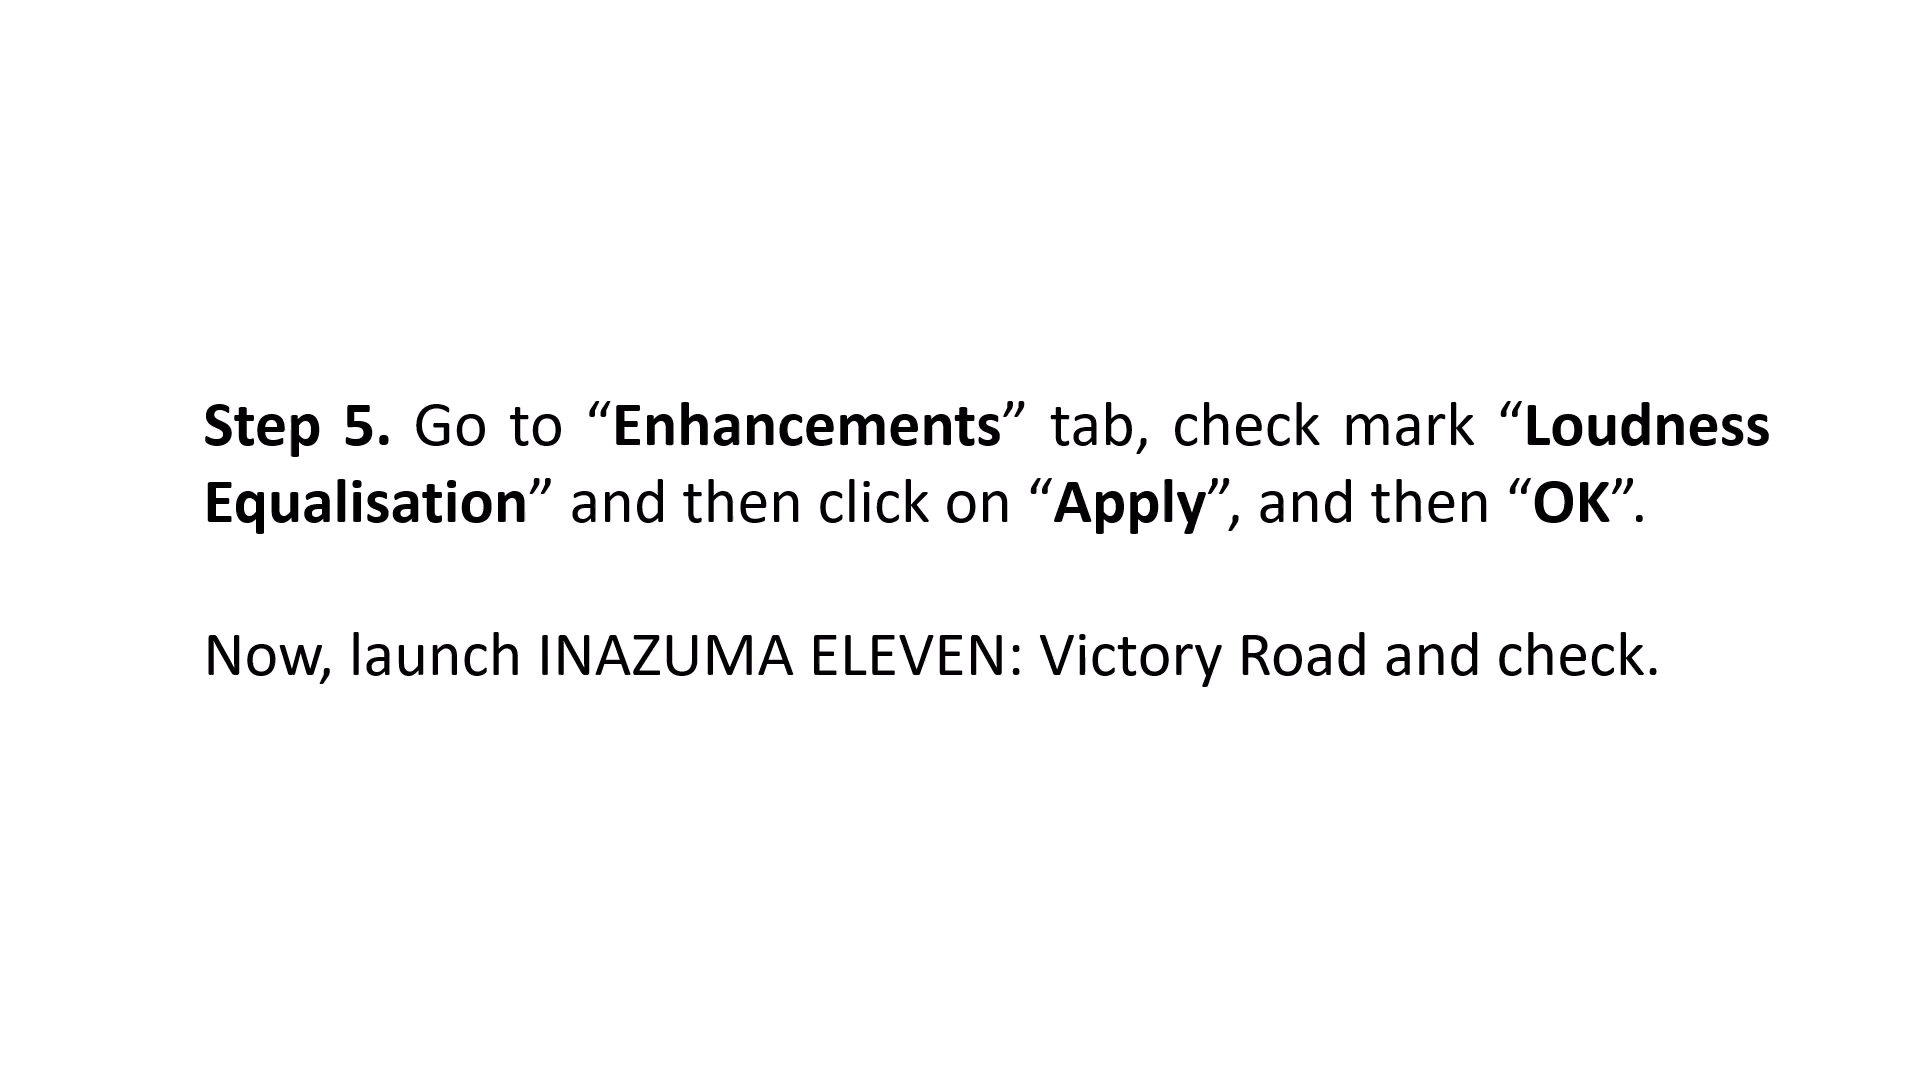 Step 5. Go to “Enhancements” tab, check mark “Loudness
Equalisation” and then click on “Apply”, and then “OK”.
Now, launch INAZUMA ELEVEN: Victory Road and check.